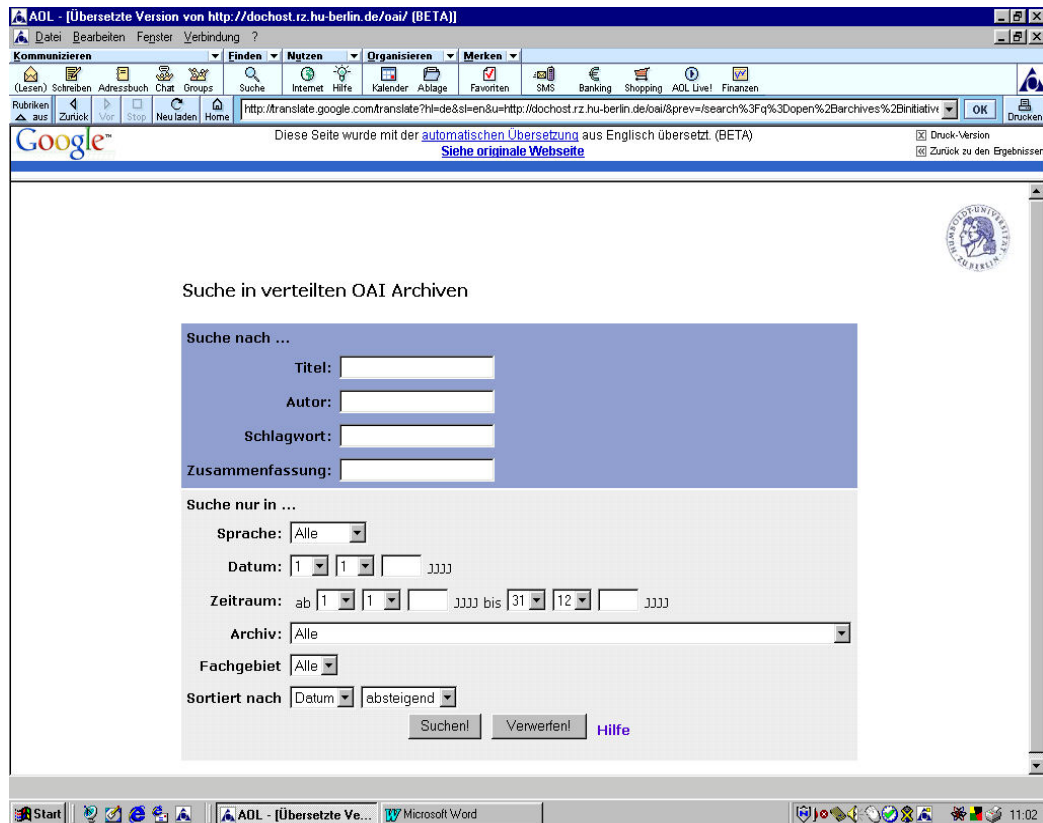 AOL - [Übersetzte Version von http://dochost.rz.hu-berlin.de/oai/ (BETA)]
Datei Bearbeiten Fenster Verbindung ?
Kommunizieren Finden Nutzen Organisieren Merken
(Lesen) Schreiben Adressbuch Chat Groups Suche Internet Hilfe Kalender Ablage Favoriten SMS Banking Shopping AOL Live! Finanzen
Rubriken aus Zurück Vor Stop Neu laden Home http://translate.google.com/translate?hl=de&sl=en&u=http://dochost.rz.hu-berlin.de/oai/&prev=/search%3Fq%3Dopen%2Barchives%2Binitiative OK Drucken
Google™ Diese Seite wurde mit der automatischen Übersetzung aus Englisch übersetzt. (BETA) Druck-Version
Siehe originale Webseite Zurück zu den Ergebnissen
HUMBOLDT-UNIVERSITÄT ZU BERLIN
Suche in verteilten OAI Archiven
Suche nach ...
Titel:
Autor:
Schlagwort:
Zusammenfassung:
Suche nur in ...
Sprache: Alle
Datum: 1 1 JJJJ
Zeitraum: ab 1 1 JJJJ bis 31 12 JJJJ
Archiv: Alle
Fachgebiet Alle
Sortiert nach Datum absteigend
Suchen! Verwerfen! Hilfe
Start AOL - [Übersetzte Ve... Microsoft Word 11:02